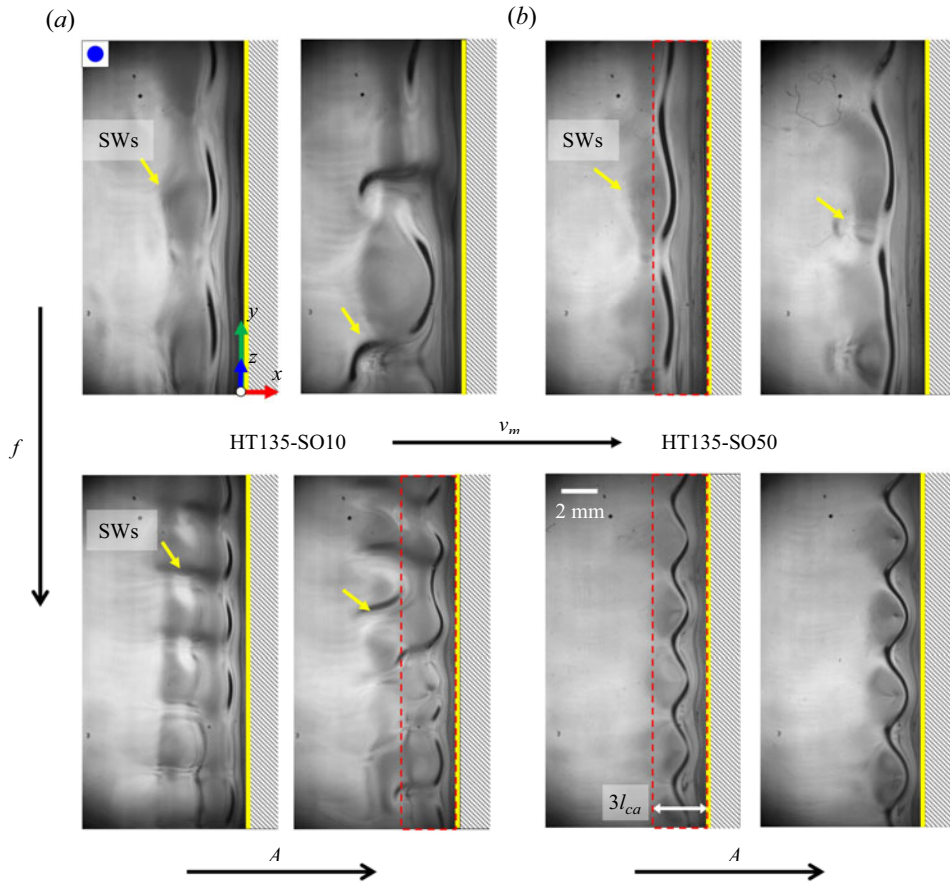 (a)
(b)
SWs
SWs
y
z
x
f
HT135-SO10
v_m
HT135-SO50
SWs
2 mm
3l_ca
A
A